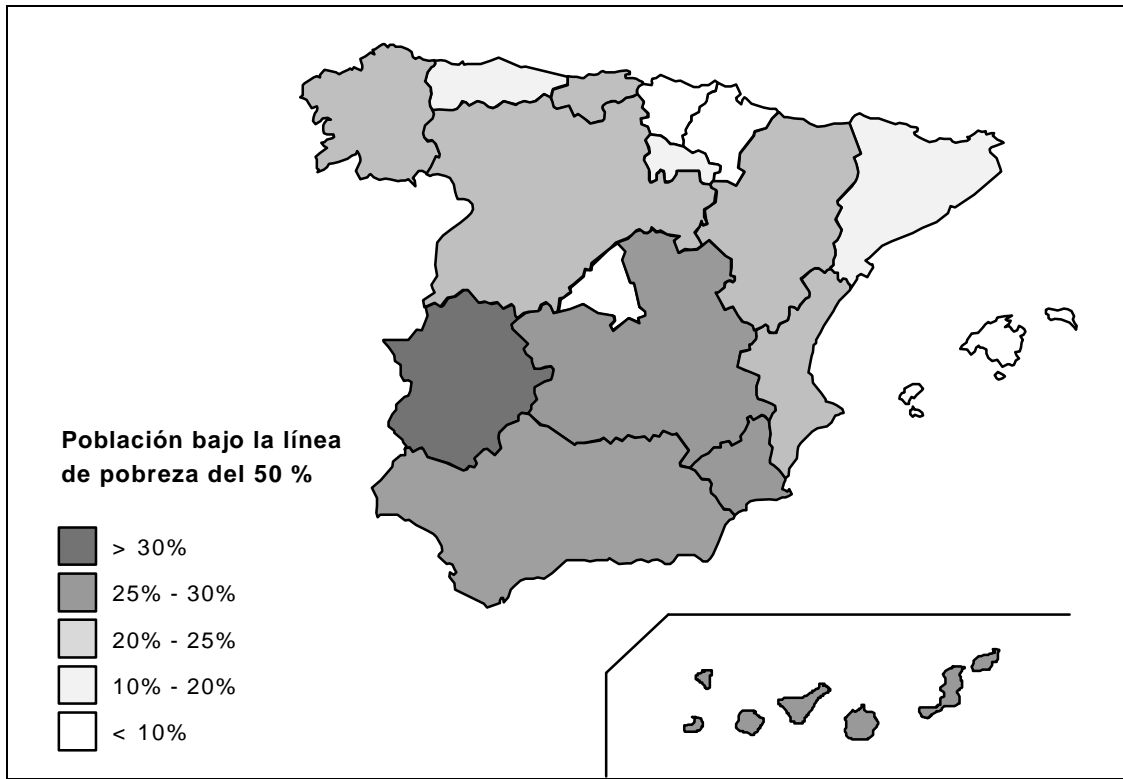 Población bajo la línea
de pobreza del 50 %
> 30%
25% - 30%
20% - 25%
10% - 20%
< 10%